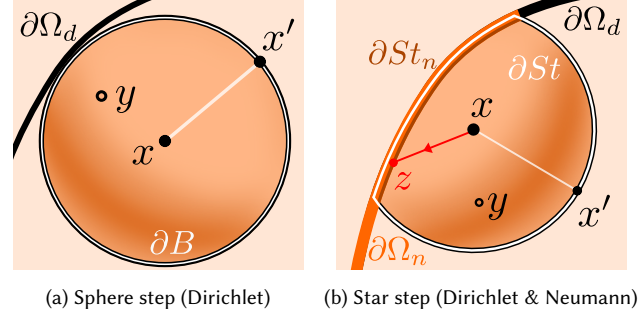 ∂Ω_d
x′
y
x
∂B
(a) Sphere step (Dirichlet)
∂Ω_d
∂St_n
∂St
x
z
y
x′
∂Ω_n
(b) Star step (Dirichlet & Neumann)